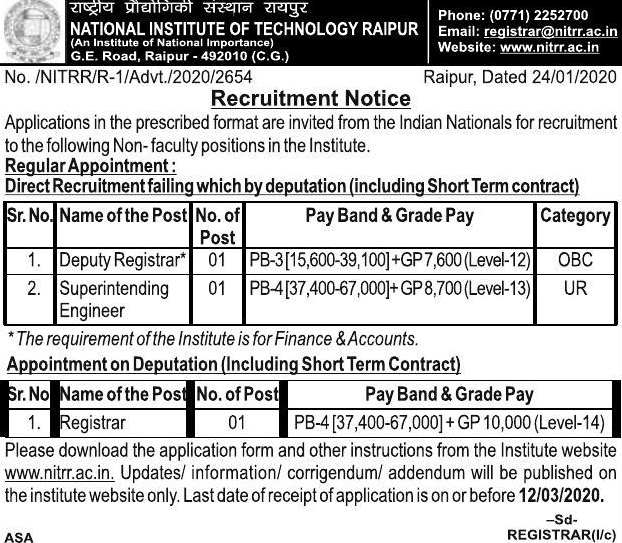 राष्ट्रीय प्रौद्योगिकी संस्थान रायपुर
NATIONAL INSTITUTE OF TECHNOLOGY RAIPUR
(An Institute of National Importance)
G.E. Road, Raipur - 492010 (C.G.)
Phone: (0771) 2252700
Email: registrar@nitrr.ac.in
Website: www.nitrr.ac.in
No. /NITRR/R-1/Advt./2020/2654 Raipur, Dated 24/01/2020
Recruitment Notice
Applications in the prescribed format are invited from the Indian Nationals for recruitment
to the following Non- faculty positions in the Institute.
Regular Appointment :
Direct Recruitment failing which by deputation (including Short Term contract)
Sr. No. Name of the Post No. of Post Pay Band & Grade Pay Category
1. Deputy Registrar* 01 PB-3 [15,600-39,100] +GP 7,600 (Level-12) OBC
2. Superintending Engineer 01 PB-4 [37,400-67,000]+ GP 8,700 (Level-13) UR
* The requirement of the Institute is for Finance & Accounts.
Appointment on Deputation (Including Short Term Contract)
Sr. No Name of the Post No. of Post Pay Band & Grade Pay
1. Registrar 01 PB-4 [37,400-67,000] + GP 10,000 (Level-14)
Please download the application form and other instructions from the Institute website
www.nitrr.ac.in. Updates/ information/ corrigendum/ addendum will be published on
the institute website only. Last date of receipt of application is on or before 12/03/2020.
–Sd-
ASA REGISTRAR(I/c)